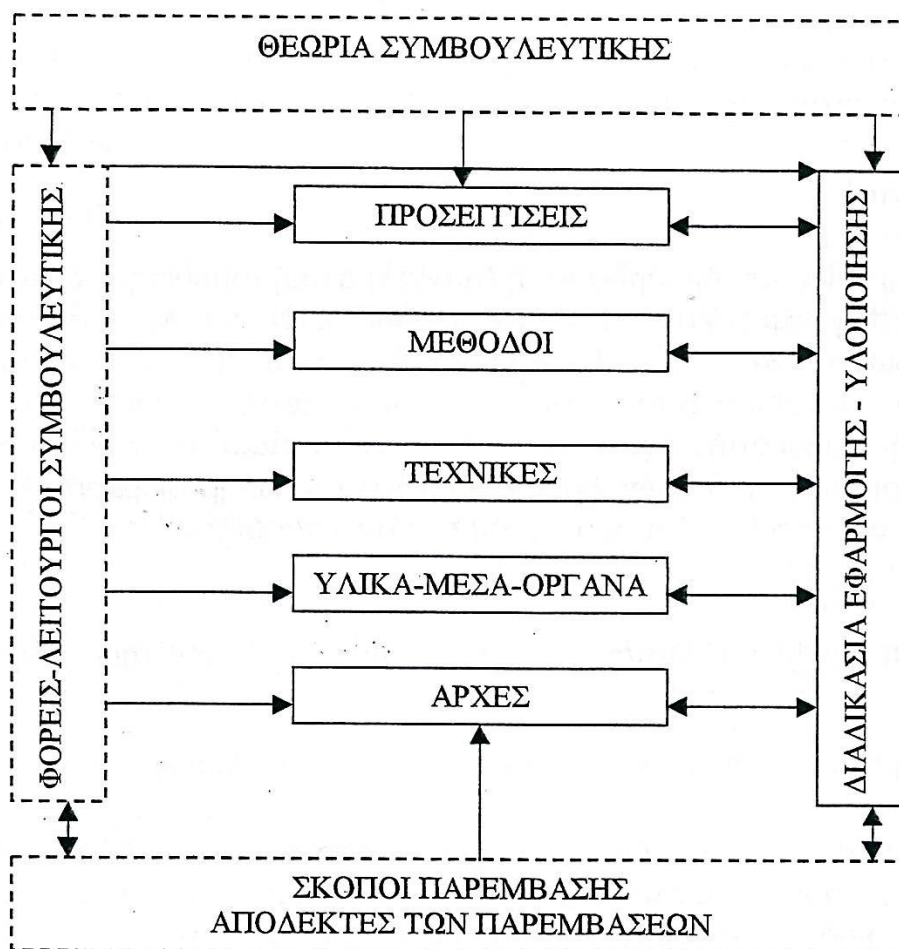 ΘΕΩΡΙΑ ΣΥΜΒΟΥΛΕΥΤΙΚΗΣ
ΦΟΡΕΙΣ-ΛΕΙΤΟΥΡΓΟΙ ΣΥΜΒΟΥΛΕΥΤΙΚΗΣ
ΠΡΟΣΕΓΓΙΣΕΙΣ
ΜΕΘΟΔΟΙ
ΤΕΧΝΙΚΕΣ
ΥΛΙΚΑ-ΜΕΣΑ-ΟΡΓΑΝΑ
ΑΡΧΕΣ
ΔΙΑΔΙΚΑΣΙΑ ΕΦΑΡΜΟΓΗΣ - ΥΛΟΠΟΙΗΣΗΣ
ΣΚΟΠΟΙ ΠΑΡΕΜΒΑΣΗΣ
ΑΠΟΔΕΚΤΕΣ ΤΩΝ ΠΑΡΕΜΒΑΣΕΩΝ